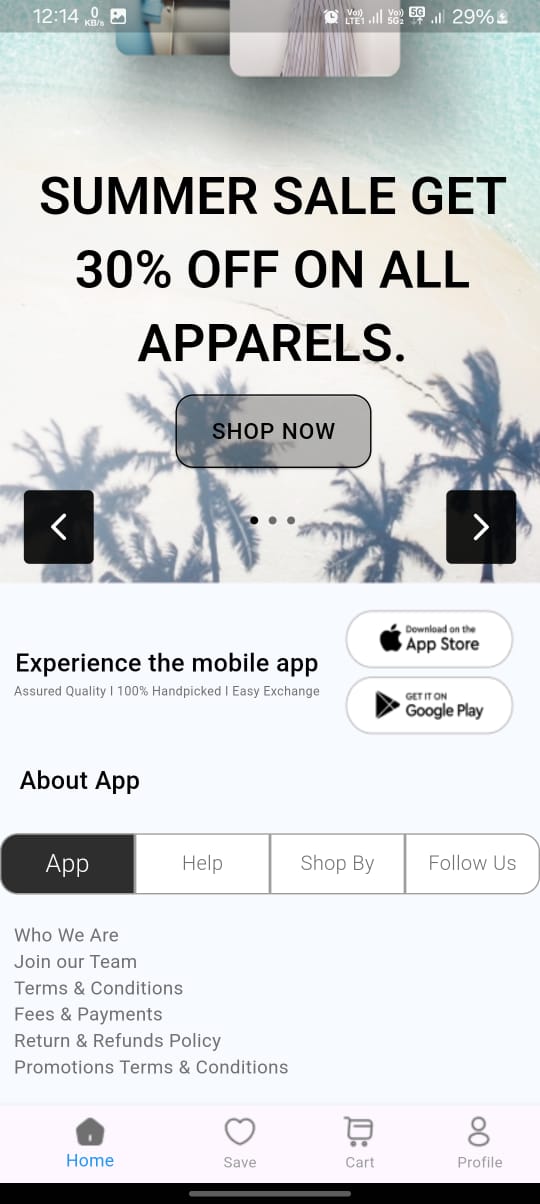 12:14 0 KB/s Vo) LTE1 Vo) 5G2 5G 29%
SUMMER SALE GET
30% OFF ON ALL
APPARELS.
SHOP NOW
Experience the mobile app
Assured Quality I 100% Handpicked I Easy Exchange
Download on the
App Store
GET IT ON
Google Play
About App
App Help Shop By Follow Us
Who We Are
Join our Team
Terms & Conditions
Fees & Payments
Return & Refunds Policy
Promotions Terms & Conditions
Home Save Cart Profile